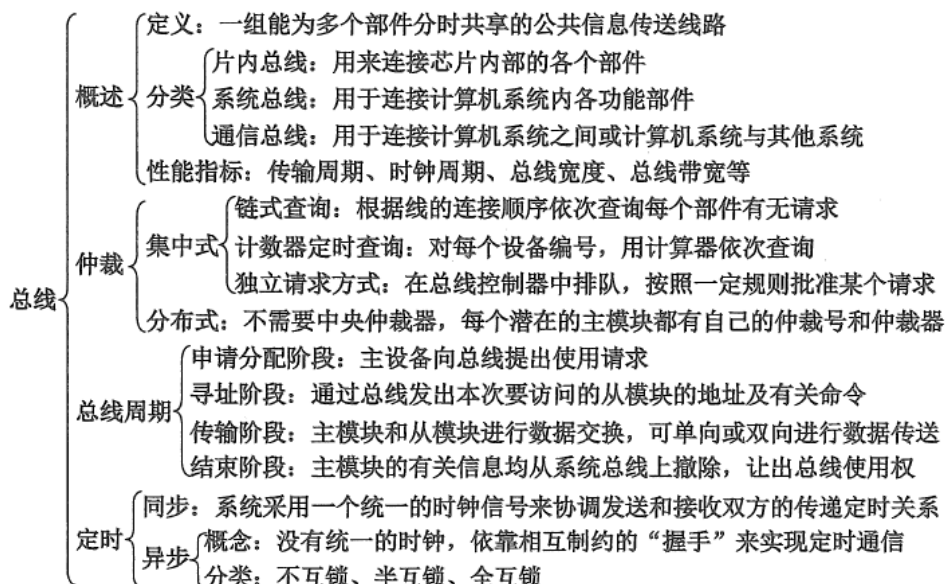 定义：一组能为多个部件分时共享的公共信息传送线路
片内总线：用来连接芯片内部的各个部件
概述
分类
系统总线：用于连接计算机系统内各功能部件
通信总线：用于连接计算机系统之间或计算机系统与其他系统
性能指标：传输周期、时钟周期、总线宽度、总线带宽等
链式查询：根据线的连接顺序依次查询每个部件有无请求
集中式
计数器定时查询：对每个设备编号，用计算器依次查询
仲裁
独立请求方式：在总线控制器中排队，按照一定规则批准某个请求
总线
分布式：不需要中央仲裁器，每个潜在的主模块都有自己的仲裁号和仲裁器
申请分配阶段：主设备向总线提出使用请求
寻址阶段：通过总线发出本次要访问的从模块的地址及有关命令
总线周期
传输阶段：主模块和从模块进行数据交换，可单向或双向进行数据传送
结束阶段：主模块的有关信息均从系统总线上撤除，让出总线使用权
同步：系统采用一个统一的时钟信号来协调发送和接收双方的传递定时关系
定时
异步
概念：没有统一的时钟，依靠相互制约的“握手”来实现定时通信
分类：不互锁、半互锁、全互锁